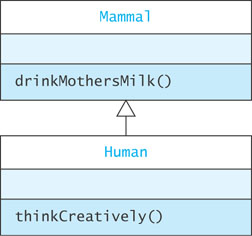 Mammal
drinkMothersMilk()
Human
thinkCreatively()